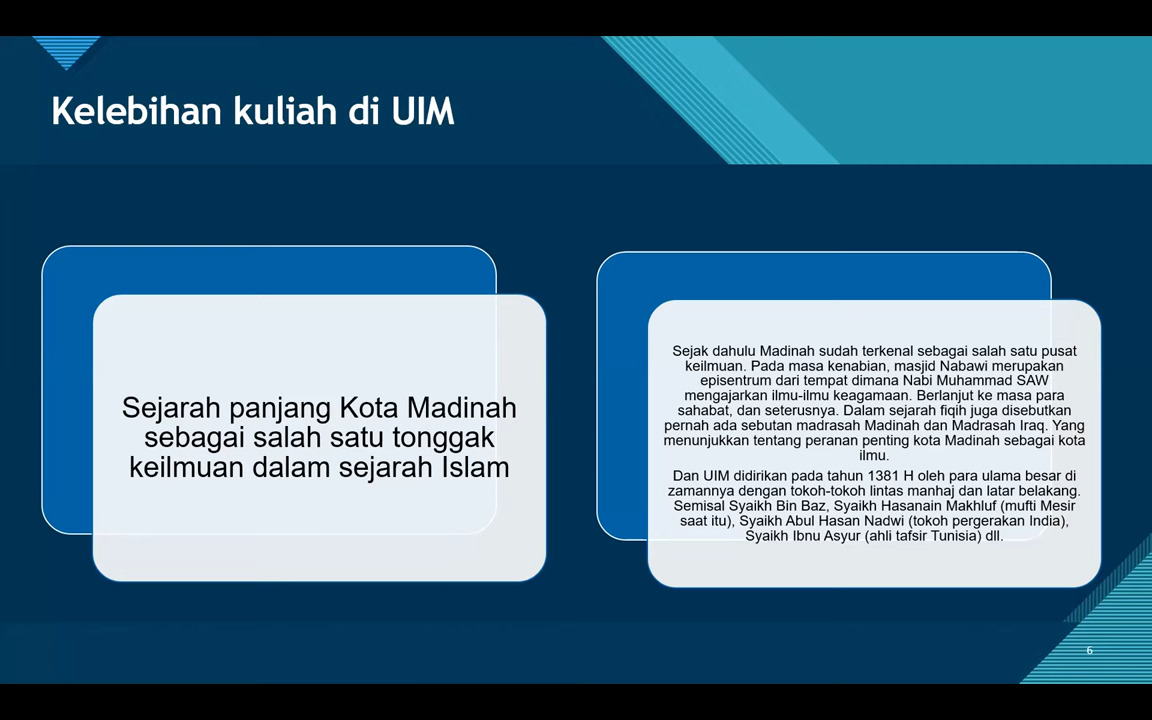 Kelebihan kuliah di UIM
Sejarah panjang Kota Madinah
sebagai salah satu tonggak
keilmuan dalam sejarah Islam
Sejak dahulu Madinah sudah terkenal sebagai salah satu pusat
keilmuan. Pada masa kenabian, masjid Nabawi merupakan
episentrum dari tempat dimana Nabi Muhammad SAW
mengajarkan ilmu-ilmu keagamaan. Berlanjut ke masa para
sahabat, dan seterusnya. Dalam sejarah fiqih juga disebutkan
pernah ada sebutan madrasah Madinah dan Madrasah Iraq. Yang
menunjukkan tentang peranan penting kota Madinah sebagai kota
ilmu.
Dan UIM didirikan pada tahun 1381 H oleh para ulama besar di
zamannya dengan tokoh-tokoh lintas manhaj dan latar belakang.
Semisal Syaikh Bin Baz, Syaikh Hasanain Makhluf (mufti Mesir
saat itu), Syaikh Abul Hasan Nadwi (tokoh pergerakan India),
Syaikh Ibnu Asyur (ahli tafsir Tunisia) dll.
6